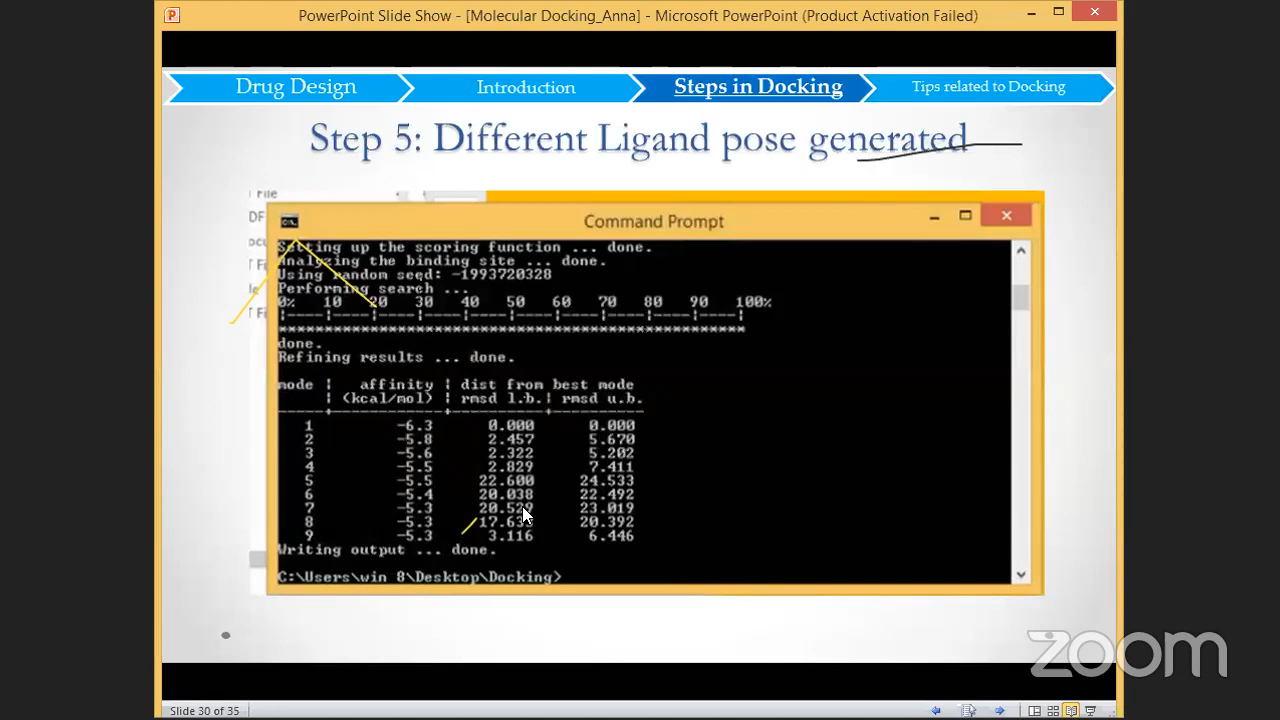 PowerPoint Slide Show - [Molecular Docking_Anna] - Microsoft PowerPoint (Product Activation Failed)
Drug Design Introduction Steps in Docking Tips related to Docking
Step 5: Different Ligand pose generated
File
Command Prompt
Setting up the scoring function ... done.
Analyzing the binding site ... done.
Using random seed: -1993720328
Performing search ...
0% 10 20 30 40 50 60 70 80 90 100%
|----|----|----|----|----|----|----|----|----|----|
***************************************************
done.
Refining results ... done.
mode | affinity | dist from best mode
| (kcal/mol) | rmsd l.b.| rmsd u.b.
-----+------------+----------+----------
1 -6.3 0.000 0.000
2 -5.8 2.457 5.670
3 -5.6 2.322 5.202
4 -5.5 2.829 7.411
5 -5.5 22.600 24.533
6 -5.4 20.038 22.492
7 -5.3 20.529 23.019
8 -5.3 20.392
9 -5.3 3.116 6.446
Writing output ... done.
C:\Users\win 8\Desktop\Docking>
zoom
Slide 30 of 35